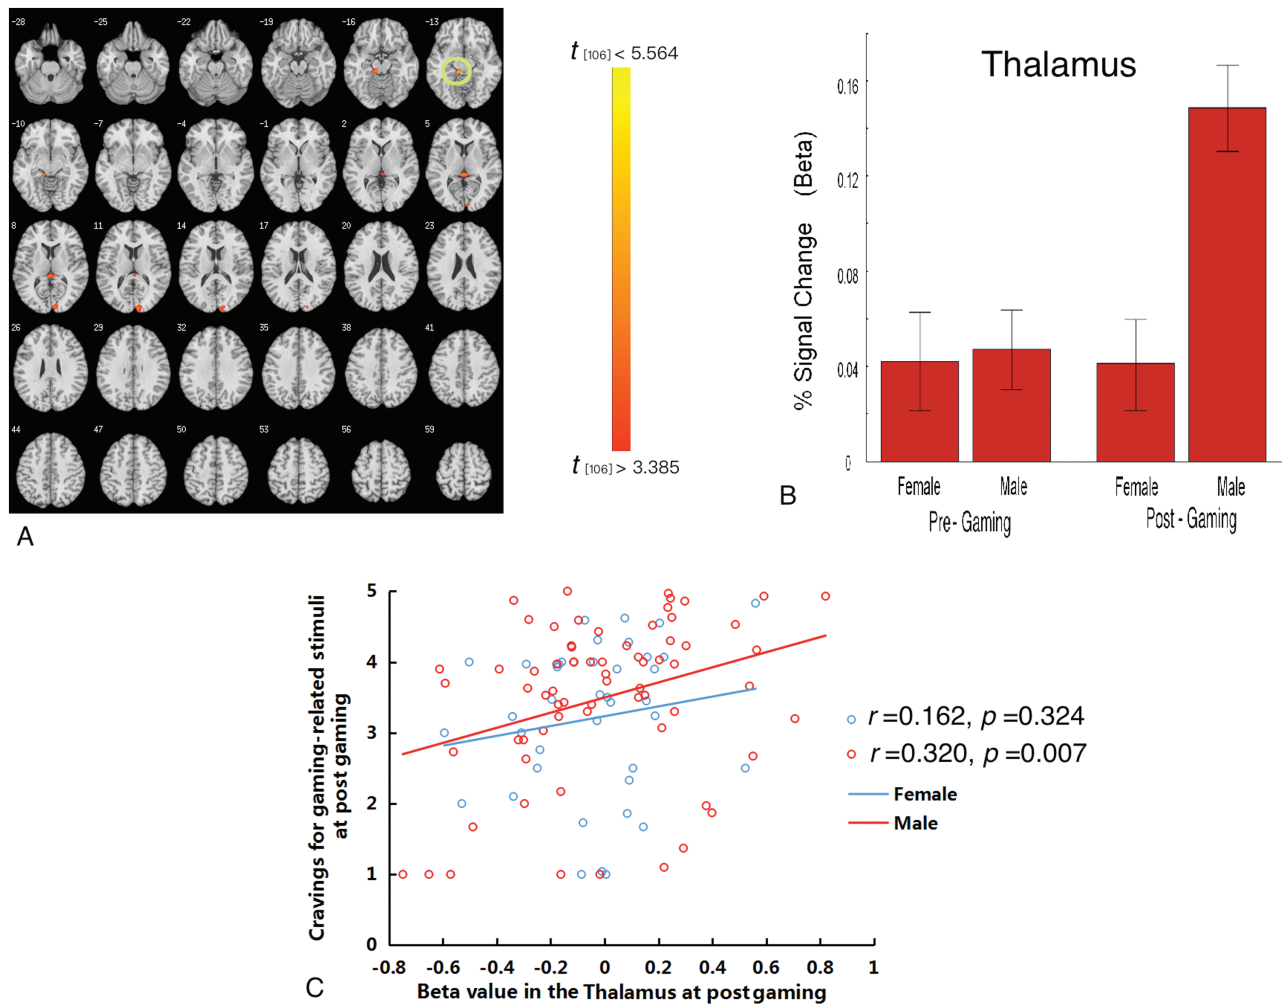 -28 -25 -22 -19 -16 -13
-10 -7 -4 -1 2 5
8 11 14 17 20 23
26 29 32 35 38 41
44 47 50 53 56 59
A
t [106] < 5.564
t [106] > 3.385
Thalamus
% Signal Change (Beta)
0.16
0.12
0.08
0.04
0
Female Male Female Male
Pre- Gaming Post - Gaming
B
Cravings for gaming-related stimuli
at post gaming
5
4
3
2
1
0
-0.8 -0.6 -0.4 -0.2 0 0.2 0.4 0.6 0.8 1
Beta value in the Thalamus at post gaming
r=0.162, p=0.324
r=0.320, p=0.007
Female
Male
C